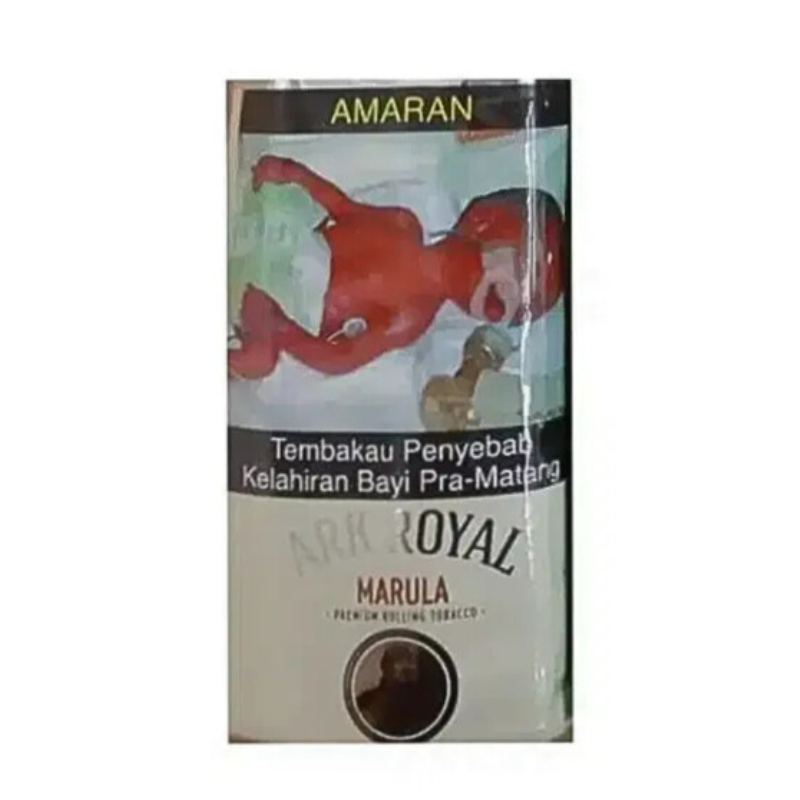 AMARAN
Tembakau Penyebab
Kelahiran Bayi Pra-Matang
ARK ROYAL
MARULA
- PREMIUM ROLLING TOBACCO -